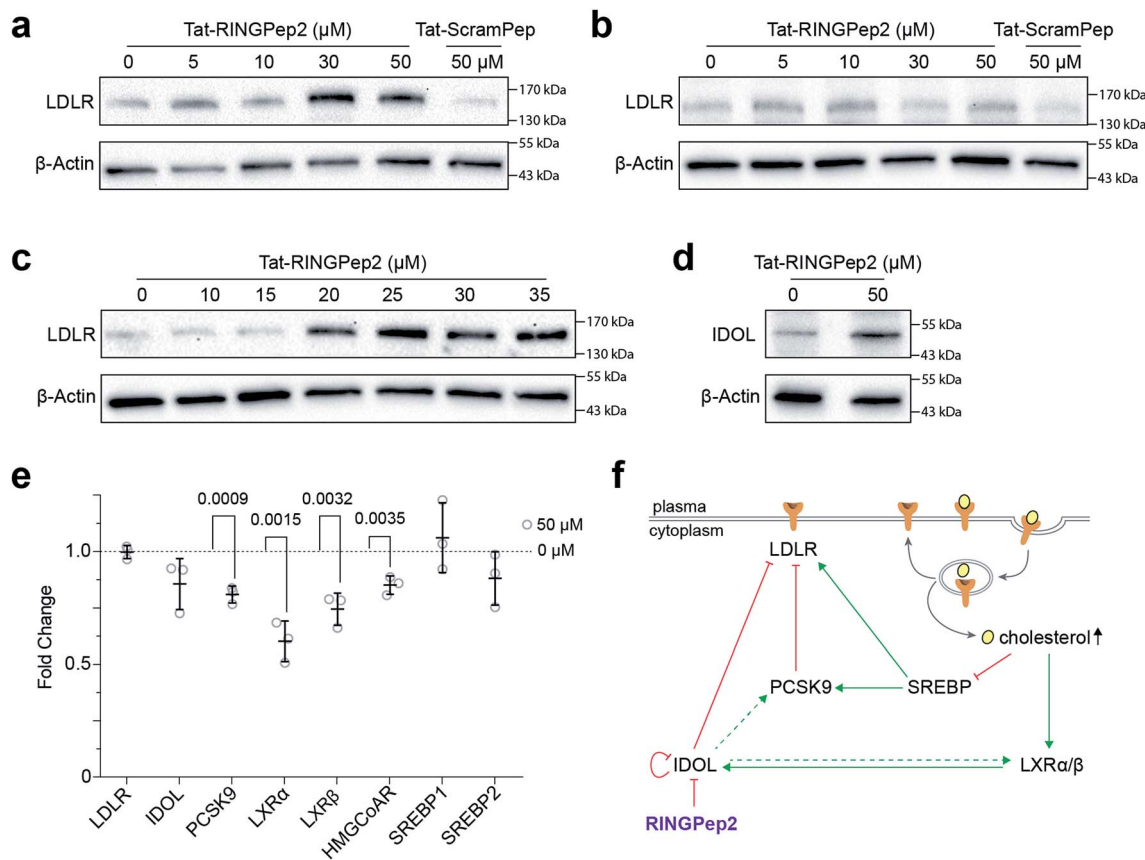 a
Tat-RINGPep2 (µM) Tat-ScramPep
0 5 10 30 50 50 µM
LDLR
170 kDa
130 kDa
β-Actin
55 kDa
43 kDa
b
Tat-RINGPep2 (µM) Tat-ScramPep
0 5 10 30 50 50 µM
LDLR
170 kDa
130 kDa
β-Actin
55 kDa
43 kDa
c
Tat-RINGPep2 (µM)
0 10 15 20 25 30 35
LDLR
170 kDa
130 kDa
β-Actin
55 kDa
43 kDa
d
Tat-RINGPep2 (µM)
0 50
IDOL
55 kDa
43 kDa
β-Actin
55 kDa
43 kDa
e
Fold Change
1.0
0.5
0
0.0009
0.0015
0.0032
0.0035
50 µM
0 µM
LDLR
IDOL
PCSK9
LXRα
LXRβ
HMGCoAR
SREBP1
SREBP2
f
plasma
cytoplasm
LDLR
cholesterol
PCSK9 SREBP
IDOL LXRα/β
RINGPep2